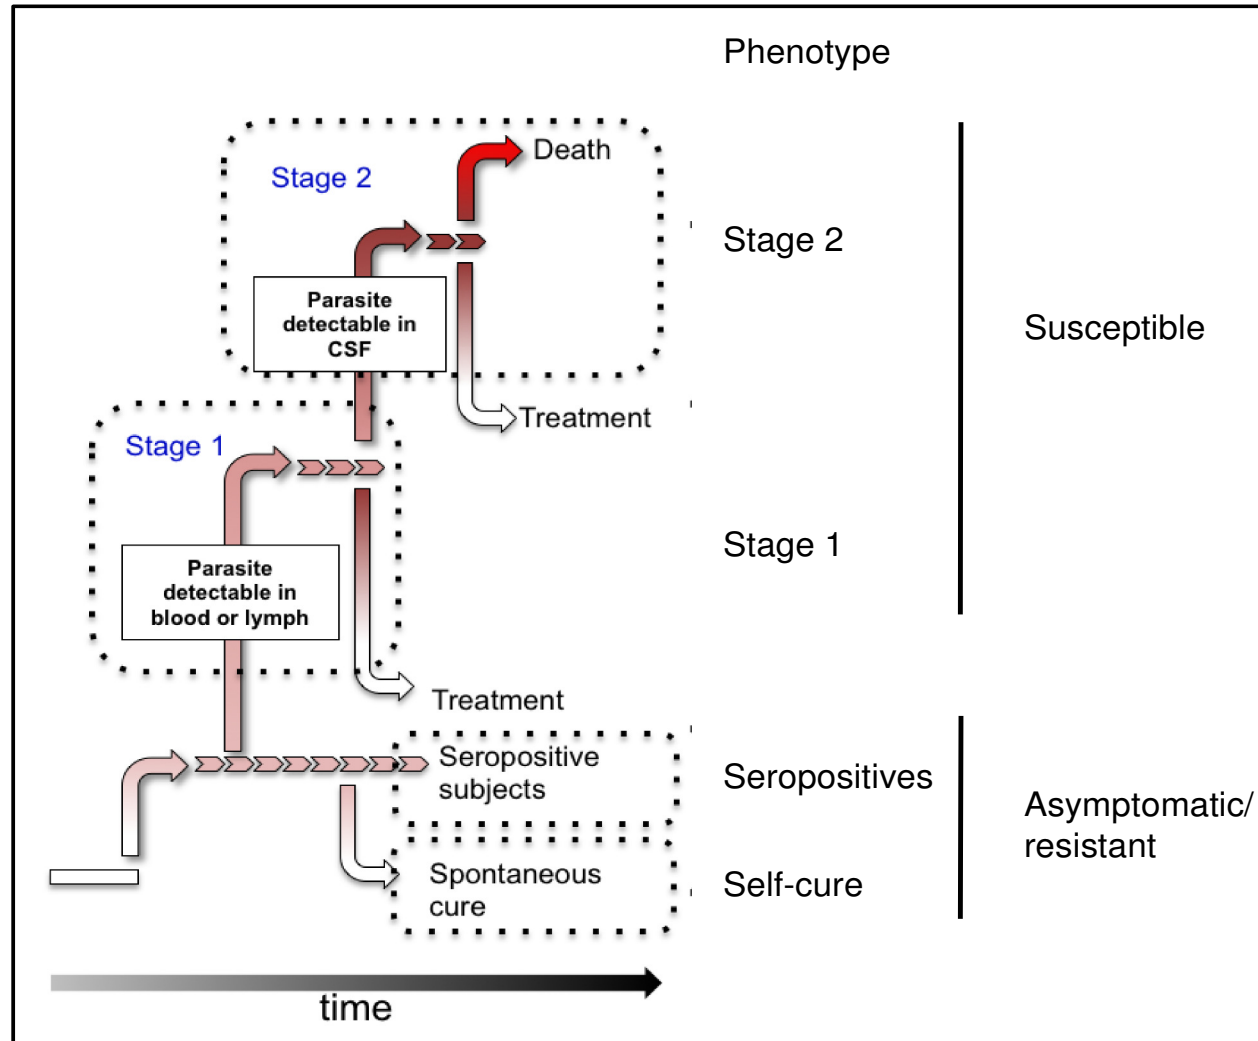 Phenotype
Death
Stage 2
Stage 2
Parasite
detectable in
CSF
Susceptible
Treatment
Stage 1
Stage 1
Parasite
detectable in
blood or lymph
Treatment
Seropositive
subjects
Seropositives
Asymptomatic/
resistant
Spontaneous
cure
Self-cure
time